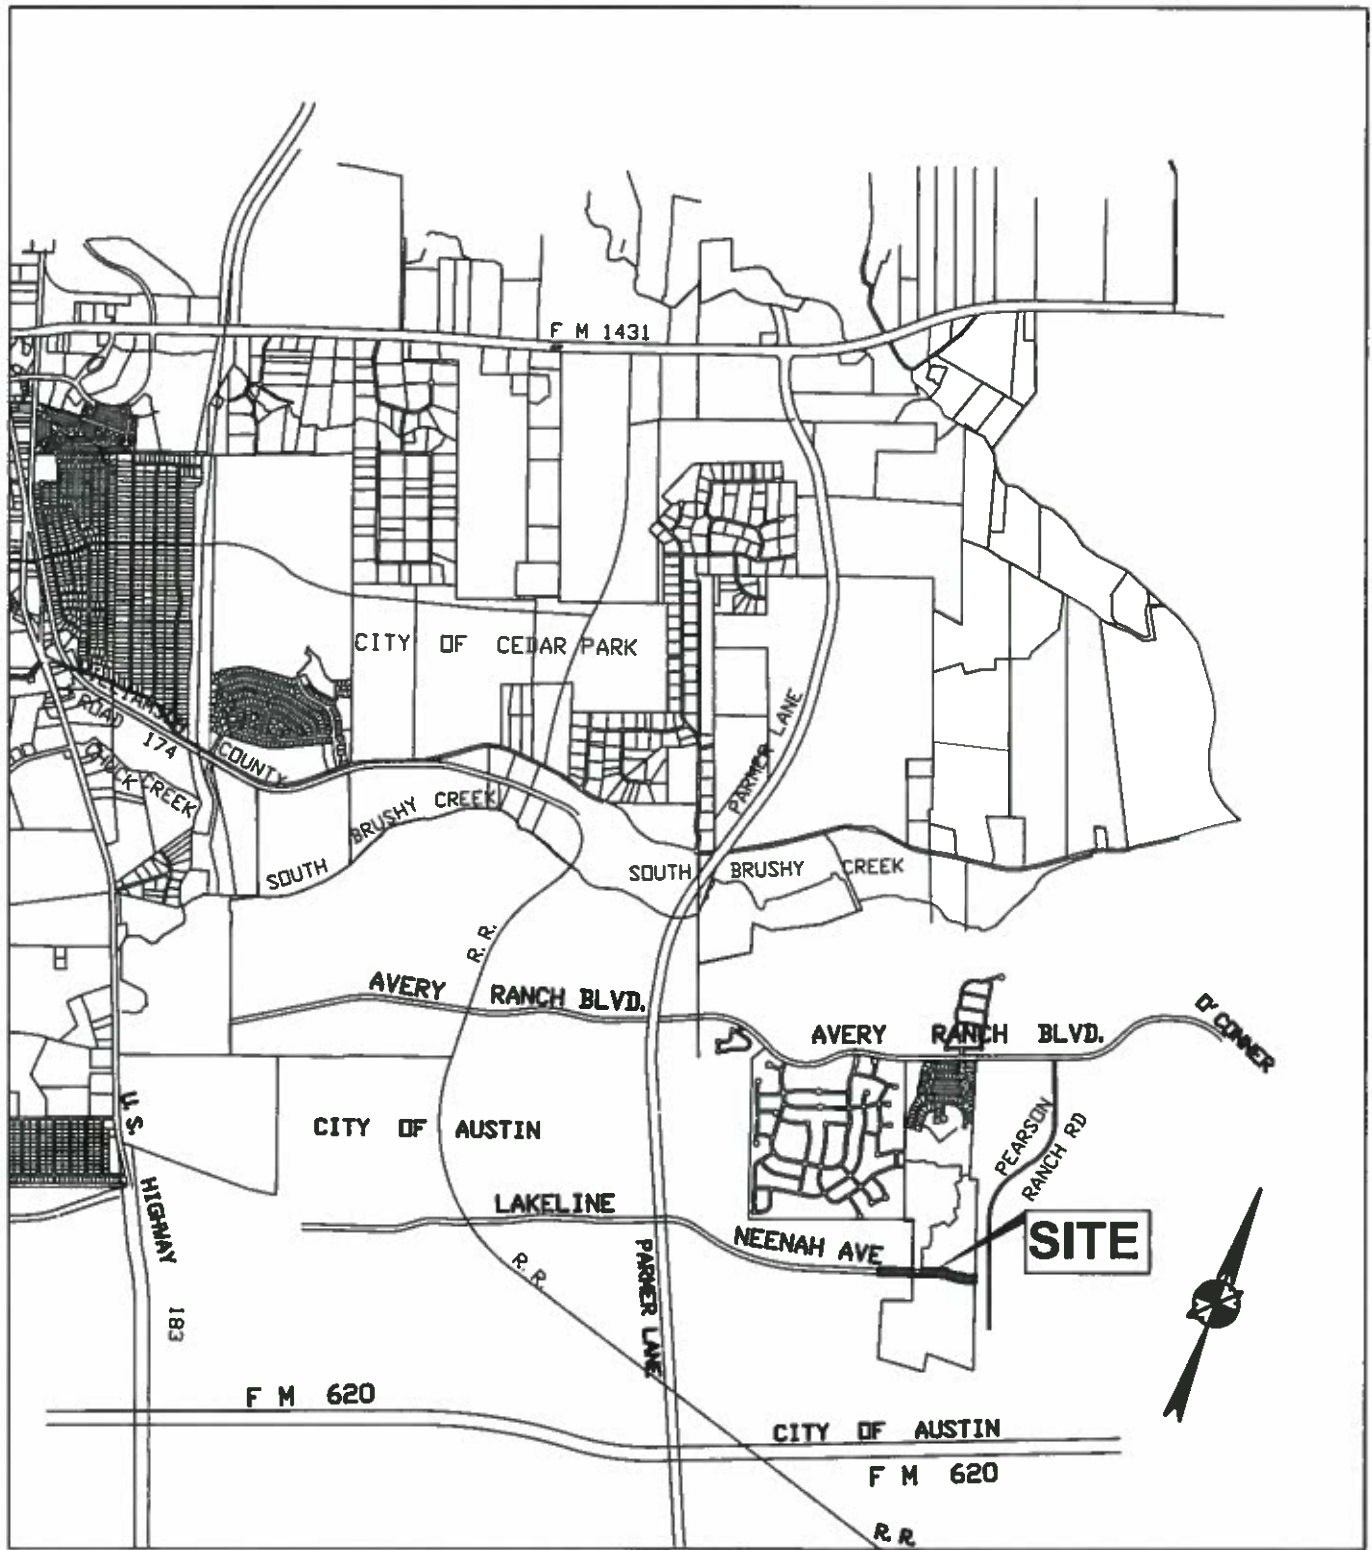 F M 1431
CITY OF CEDAR PARK
ROAD
174
COUNTY
CREEK
SOUTH BRUSHY CREEK
PARMER LANE
SOUTH BRUSHY CREEK
R. R.
AVERY RANCH BLVD.
AVERY RANCH BLVD.
O'CONNER
U. S.
HIGHWAY
183
CITY OF AUSTIN
PEARSON
RANCH RD
LAKELINE
NEENAH AVE
SITE
R. R.
PARMER LANE
F M 620
CITY OF AUSTIN
F M 620
R. R.